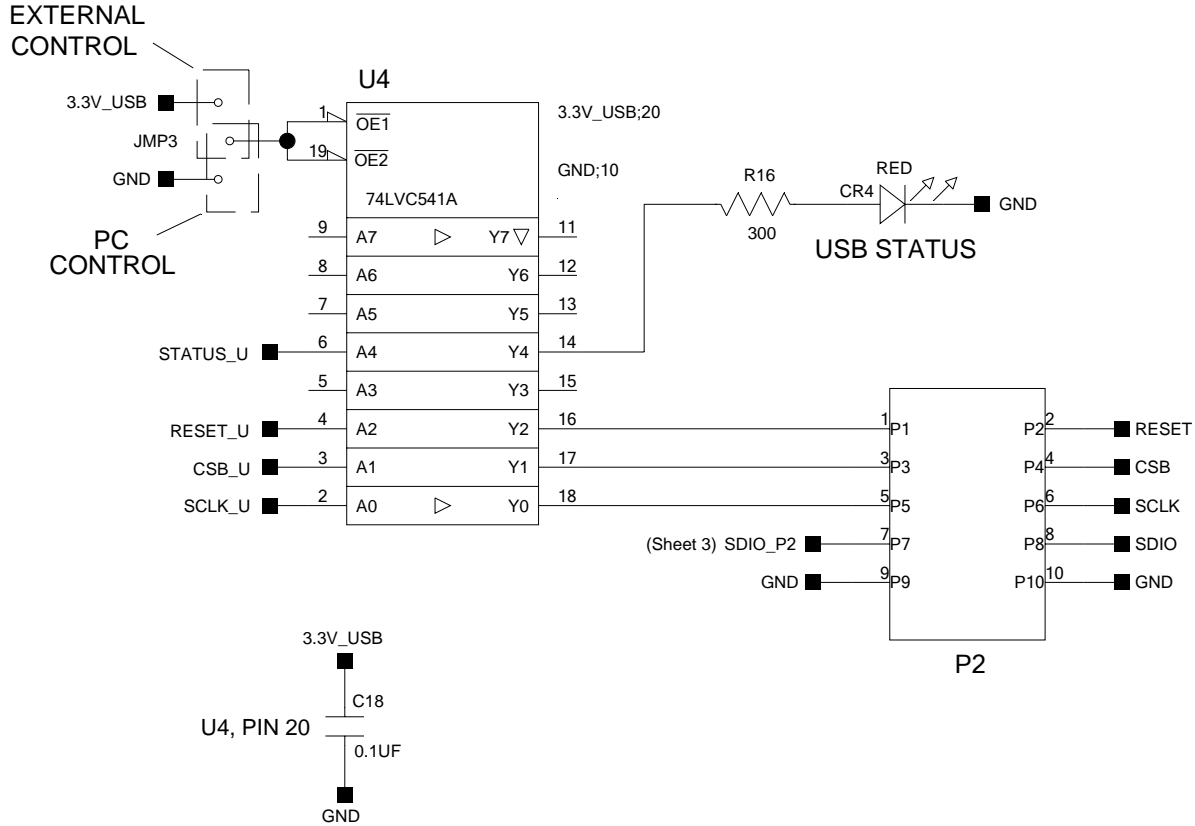 EXTERNAL
CONTROL
U4
3.3V_USB
JMP3
GND
PC
CONTROL
1
OE1
19
OE2
74LVC541A
3.3V_USB;20
GND;10
9 A7 Y7 11
8 A6 Y6 12
7 A5 Y5 13
STATUS_U 6 A4 Y4 14
5 A3 Y3 15
RESET_U 4 A2 Y2 16
CSB_U 3 A1 Y1 17
SCLK_U 2 A0 Y0 18
R16
300
RED
CR4
GND
USB STATUS
1 P1 P2 2 RESET
3 P3 P4 4 CSB
5 P5 P6 6 SCLK
(Sheet 3) SDIO_P2 7 P7 P8 8 SDIO
GND 9 P9 P10 10 GND
P2
3.3V_USB
C18
U4, PIN 20
0.1UF
GND